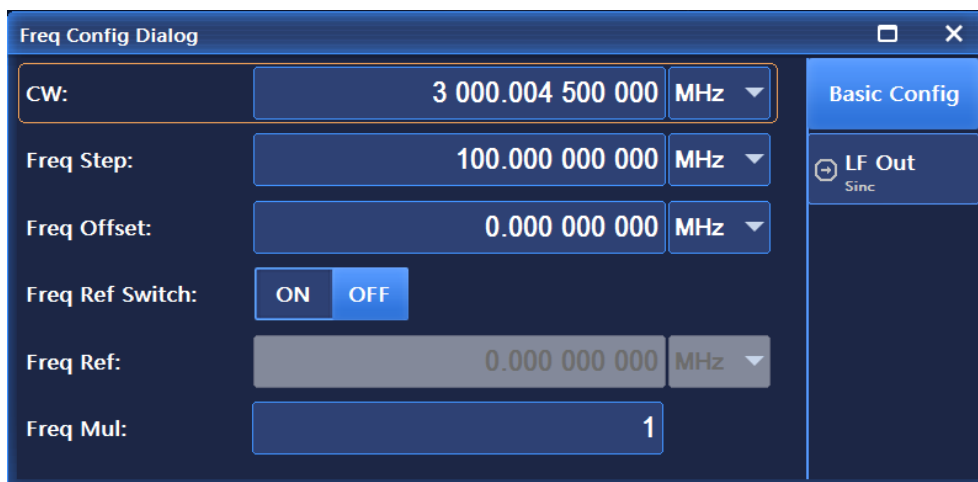 Freq Config Dialog
CW: 3 000.004 500 000 MHz
Basic Config
Freq Step: 100.000 000 000 MHz
LF Out
Sinc
Freq Offset: 0.000 000 000 MHz
Freq Ref Switch: ON OFF
Freq Ref: 0.000 000 000 MHz
Freq Mul: 1